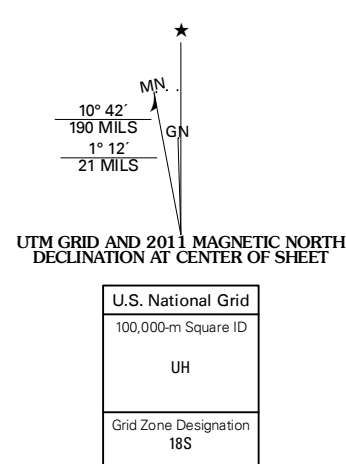 ★
MN
10° 42´
190 MILS
GN
1° 12´
21 MILS
UTM GRID AND 2011 MAGNETIC NORTH
DECLINATION AT CENTER OF SHEET
U.S. National Grid
100,000-m Square ID
UH
Grid Zone Designation
18S